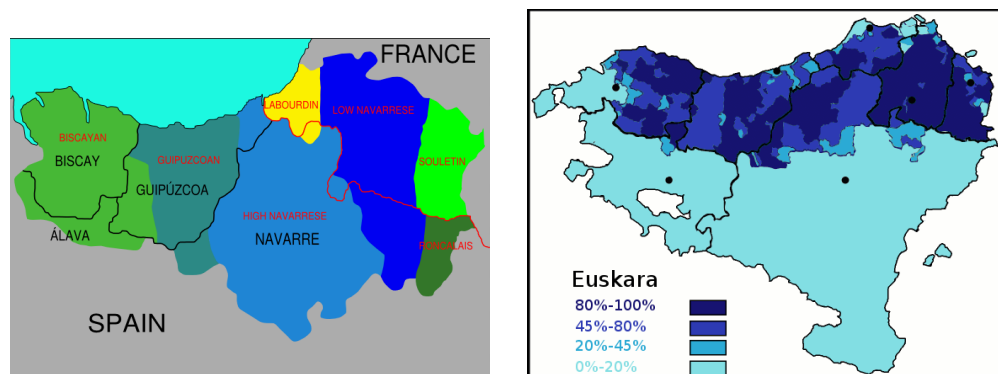 FRANCE
LABOURDIN
LOW NAVARRESE
BISCAYAN
BISCAY
GUIPUZCOAN
SOULETIN
GUIPÚZCOA
HIGH NAVARRESE
NAVARRE
ÁLAVA
RONCALAIS
SPAIN
Euskara
80%-100%
45%-80%
20%-45%
0%-20%